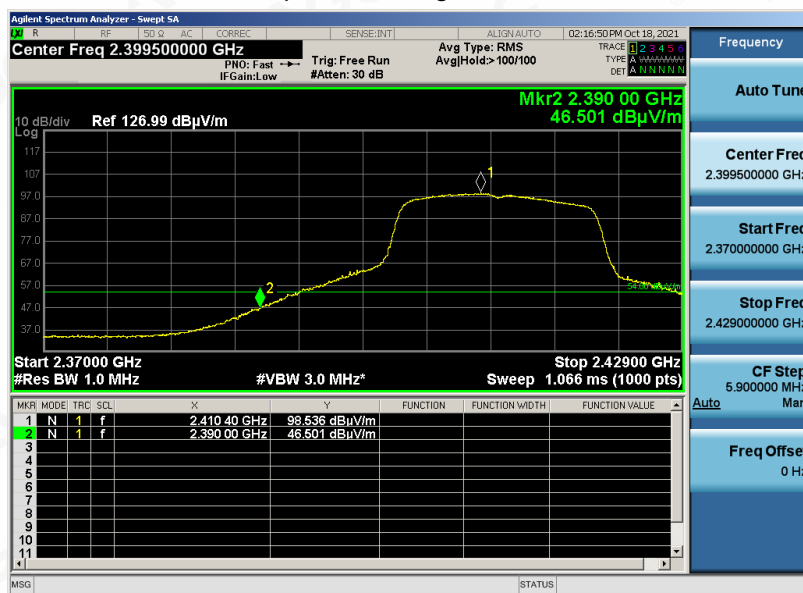 Agilent Spectrum Analyzer - Swept SA
LXI R RF 50 Ω AC CORREC SENSE:INT ALIGN AUTO 02:16:50 PM Oct 18, 2021
Center Freq 2.399500000 GHz
PNO: Fast
IFGain:Low
Trig: Free Run
#Atten: 30 dB
Avg Type: RMS
Avg|Hold:>100/100
TRACE 1 2 3 4 5 6
TYPE A WWWWW
DET A N N N N N
Mkr2 2.390 00 GHz
46.501 dBµV/m
10 dB/div
Log
Ref 126.99 dBµV/m
117
107
97.0
87.0
77.0
67.0
57.0
47.0
37.0
1
2
Start 2.37000 GHz
Stop 2.42900 GHz
#Res BW 1.0 MHz
#VBW 3.0 MHz*
Sweep 1.066 ms (1000 pts)
MKR MODE TRC SCL X Y FUNCTION FUNCTION WIDTH FUNCTION VALUE
1 N 1 f 2.410 40 GHz 98.536 dBµV/m
2 N 1 f 2.390 00 GHz 46.501 dBµV/m
3
4
5
6
7
8
9
10
11
MSG
STATUS
Frequency
Auto Tune
Center Freq
2.399500000 GHz
Start Freq
2.370000000 GHz
Stop Freq
2.429000000 GHz
CF Step
5.900000 MHz
Auto Man
Freq Offset
0 Hz